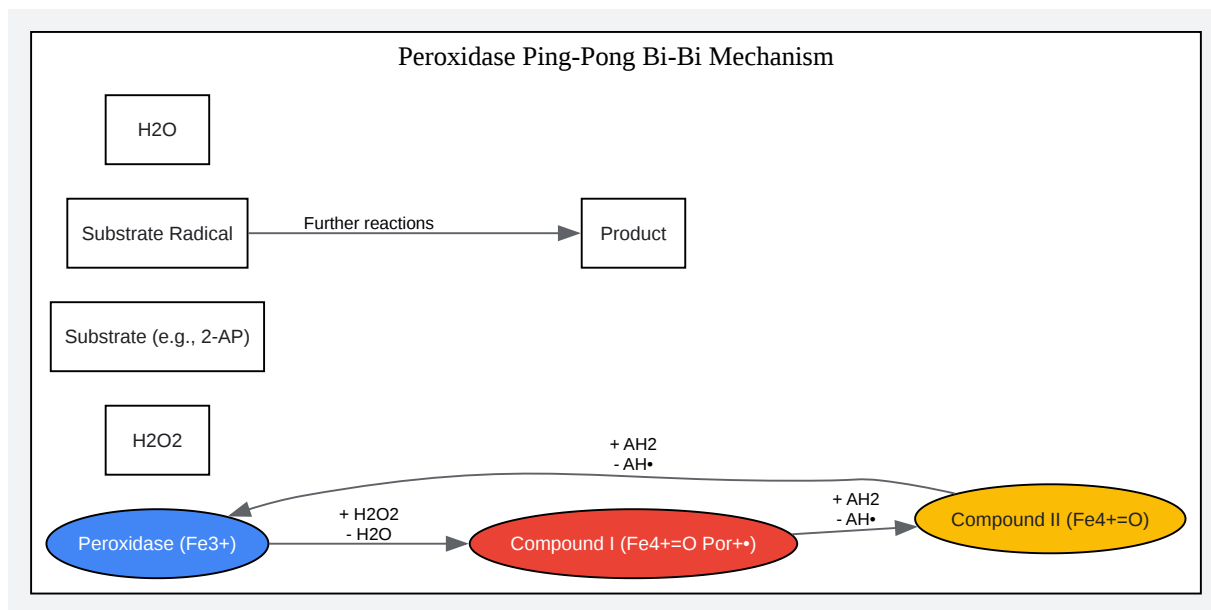 Peroxidase Ping-Pong Bi-Bi Mechanism
H2O
Substrate Radical
Further reactions
Product
Substrate (e.g., 2-AP)
H2O2
+ AH2
- AH•
Peroxidase (Fe3+)
+ H2O2
- H2O
Compound I (Fe4+=O Por+•)
+ AH2
- AH•
Compound II (Fe4+=O)